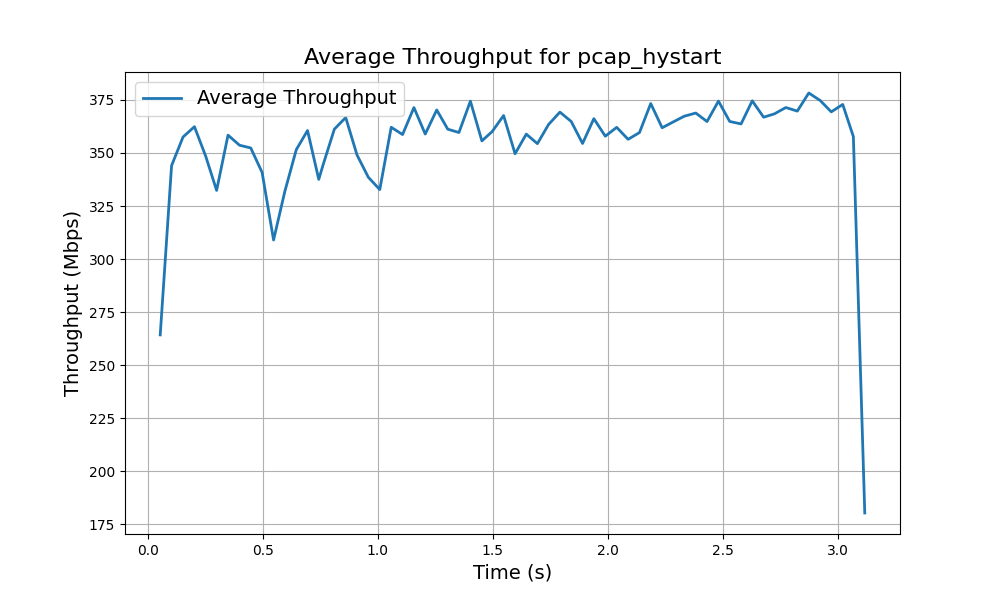 Average Throughput for pcap_hystart
Average Throughput
Throughput (Mbps)
375
350
325
300
275
250
225
200
175
0.0 0.5 1.0 1.5 2.0 2.5 3.0
Time (s)